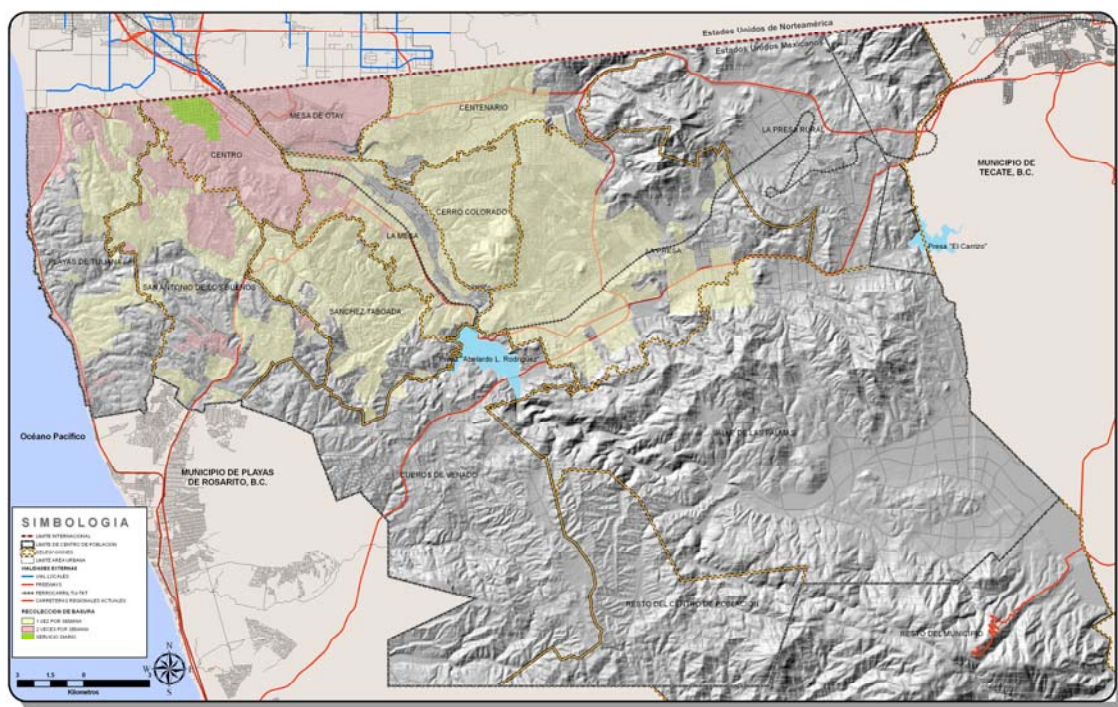 Estados Unidos de Norteamérica
Estados Unidos Mexicanos
CENTENARIO
MESA DE OTAY
LA PRESA RURAL
CENTRO
MUNICIPIO DE
TECATE, B.C.
CERRO COLORADO
LA MESA
Presa "El Carrizo"
LA PRESA
PLAYAS DE TIJUANA
SAN ANTONIO DE LOS BUENOS
SANCHEZ TABOADA
Presa "Abelardo L. Rodriguez"
Océano Pacífico
VALLE DE LAS PALMAS
MUNICIPIO DE PLAYAS
DE ROSARITO, B.C.
CUEROS DE VENADO
RESTO DEL CENTRO DE POBLACION
RESTO DEL MUNICIPIO
SIMBOLOGIA
LIMITE INTERNACIONAL
LIMITE DE CENTRO DE POBLACION
DELEGACIONES
LIMITE AREA URBANA
VIALIDADES EXTERNAS
VIAL LOCALES
FREEWAYS
FERROCARRIL TIJ-TKT
CARRETERAS REGIONALES ACTUALES
RECOLECCION DE BASURA
1 VEZ POR SEMANA
2 VECES POR SEMANA
SERVICIO DIARIO
N
W E
S
3 1.5 0 3
Kilometros